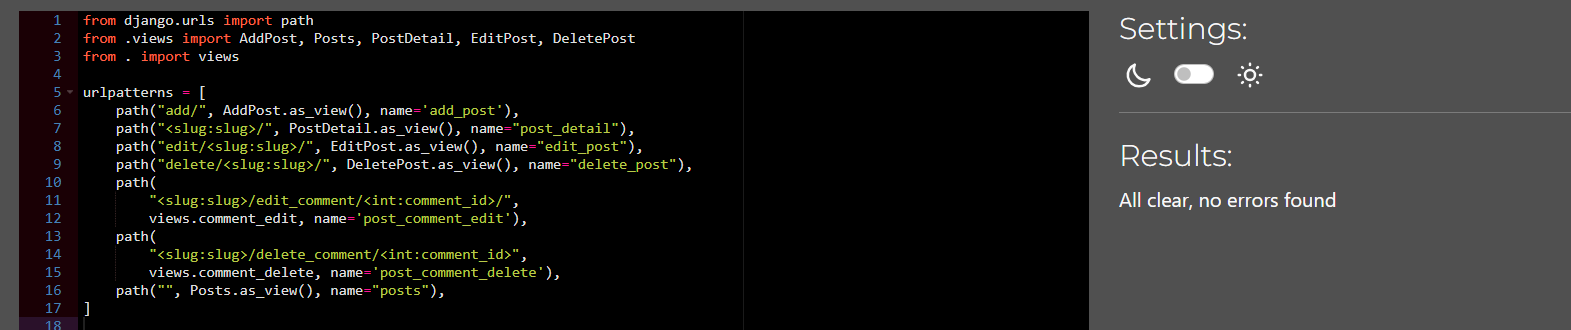 1 from django.urls import path
2 from .views import AddPost, Posts, PostDetail, EditPost, DeletePost
3 from . import views
4
5 urlpatterns = [
6     path("add/", AddPost.as_view(), name='add_post'),
7     path("<slug:slug>/", PostDetail.as_view(), name="post_detail"),
8     path("edit/<slug:slug>/", EditPost.as_view(), name="edit_post"),
9     path("delete/<slug:slug>/", DeletePost.as_view(), name="delete_post"),
10     path(
11         "<slug:slug>/edit_comment/<int:comment_id>/",
12         views.comment_edit, name='post_comment_edit'),
13     path(
14         "<slug:slug>/delete_comment/<int:comment_id>",
15         views.comment_delete, name='post_comment_delete'),
16     path("", Posts.as_view(), name="posts"),
17 ]
18
Settings:
Results:
All clear, no errors found